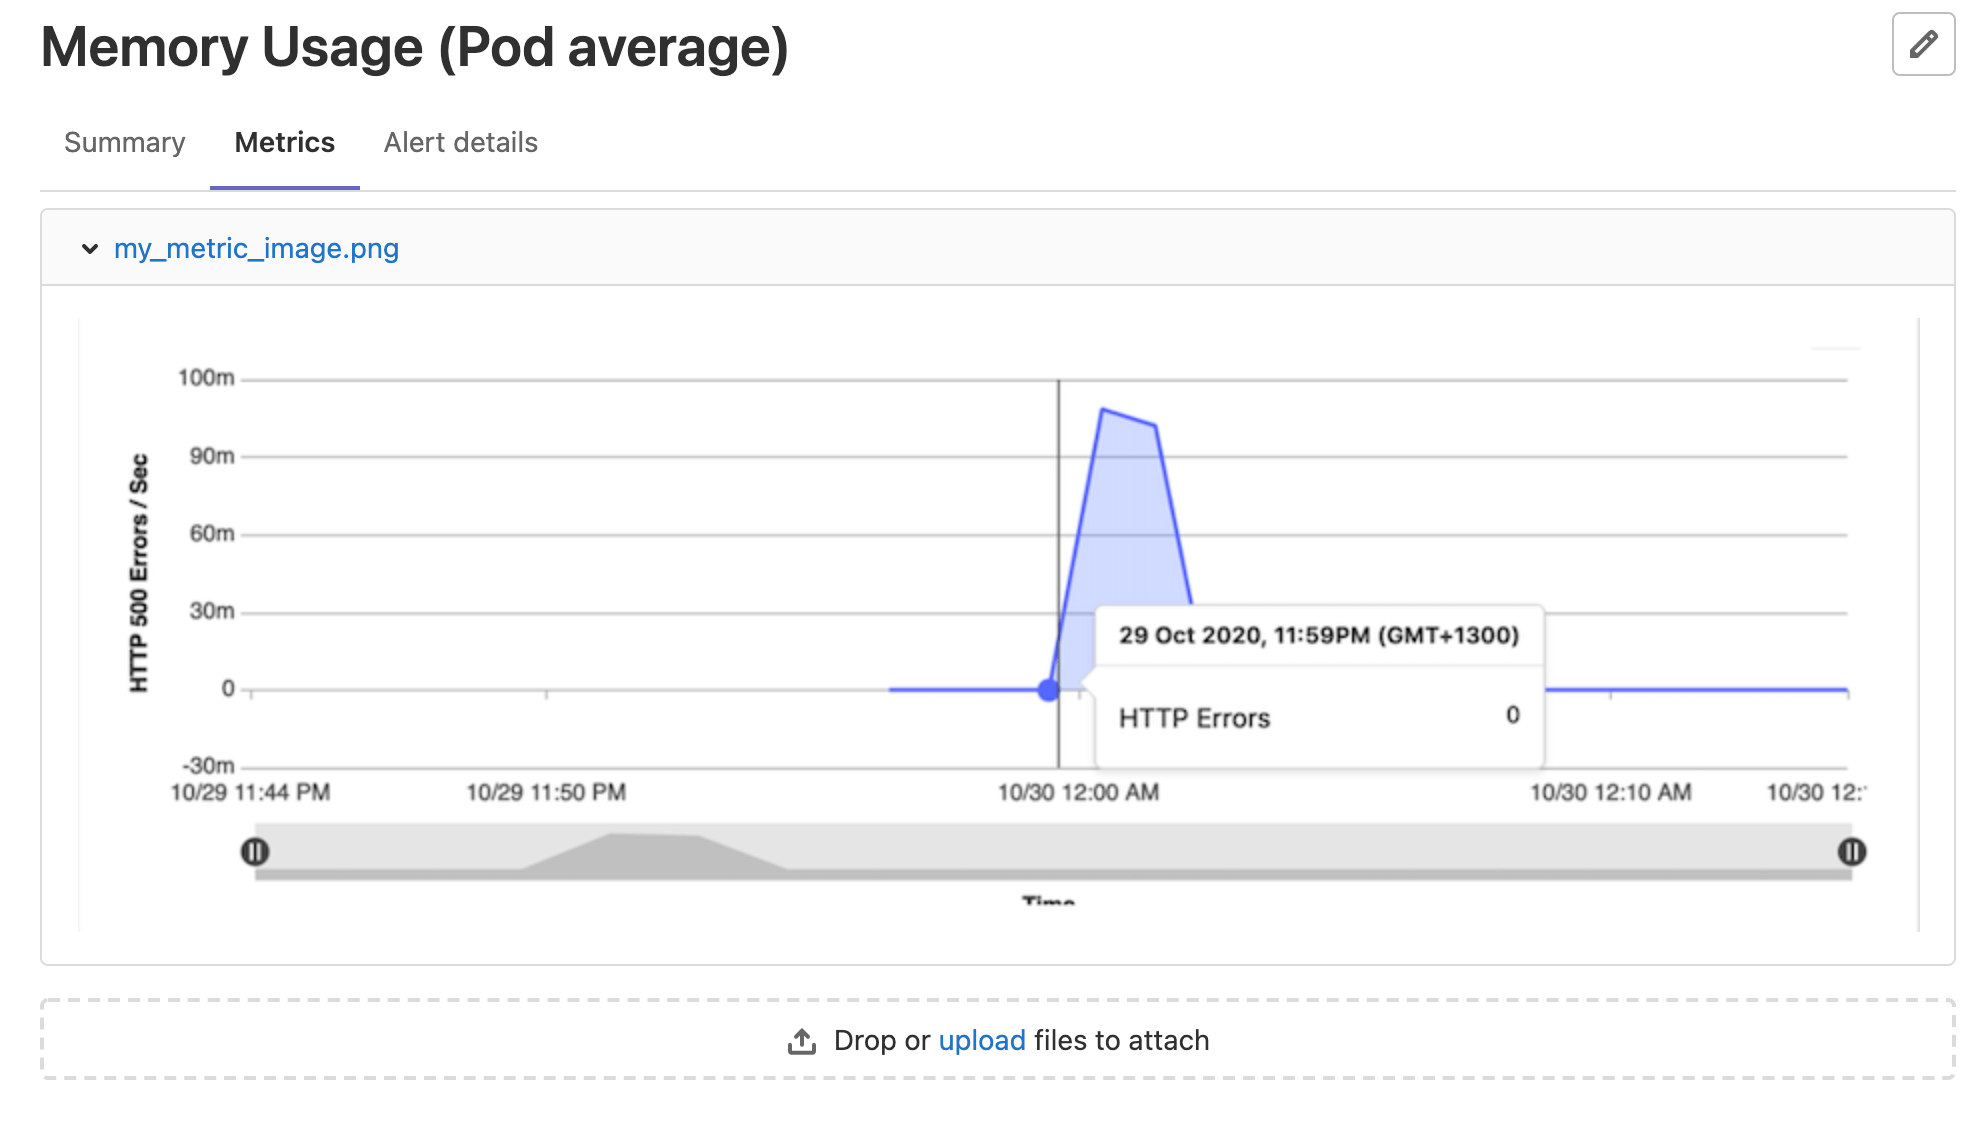 Memory Usage (Pod average)
Summary Metrics Alert details
my_metric_image.png
100m
90m
60m
30m
0
-30m
HTTP 500 Errors / Sec
29 Oct 2020, 11:59PM (GMT+1300)
HTTP Errors 0
10/29 11:44 PM 10/29 11:50 PM 10/30 12:00 AM 10/30 12:10 AM 10/30 12:
Time
Drop or upload files to attach